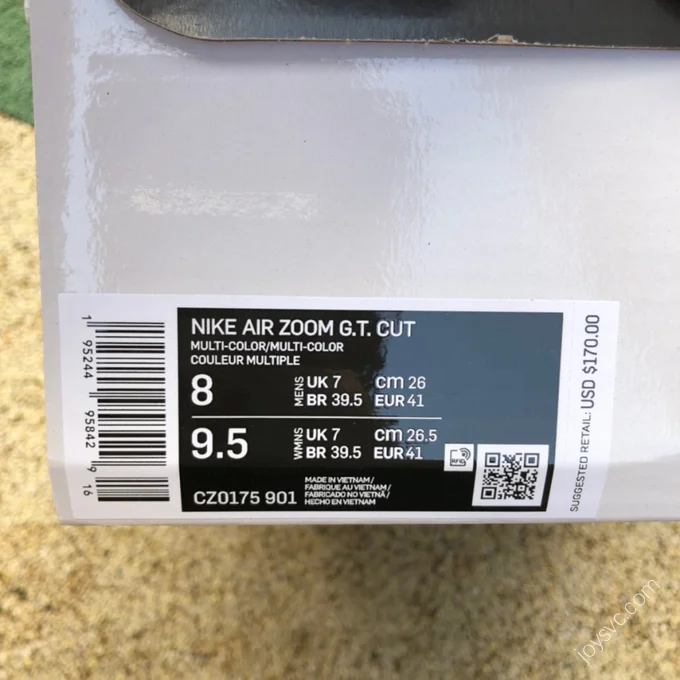 1 95244 95842 9 16
NIKE AIR ZOOM G.T. CUT
MULTI-COLOR/MULTI-COLOR
COULEUR MULTIPLE
8 MENS UK 7 cm 26
BR 39.5 EUR 41
9.5 WMNS UK 7 cm 26.5
BR 39.5 EUR 41
RFID
CZ0175 901
MADE IN VIETNAM/
FABRIQUE AU VIETNAM/
FABRICADO NO VIETNÃ/
HECHO EN VIETNAM
SUGGESTED RETAIL: USD $170.00
joysvc.com